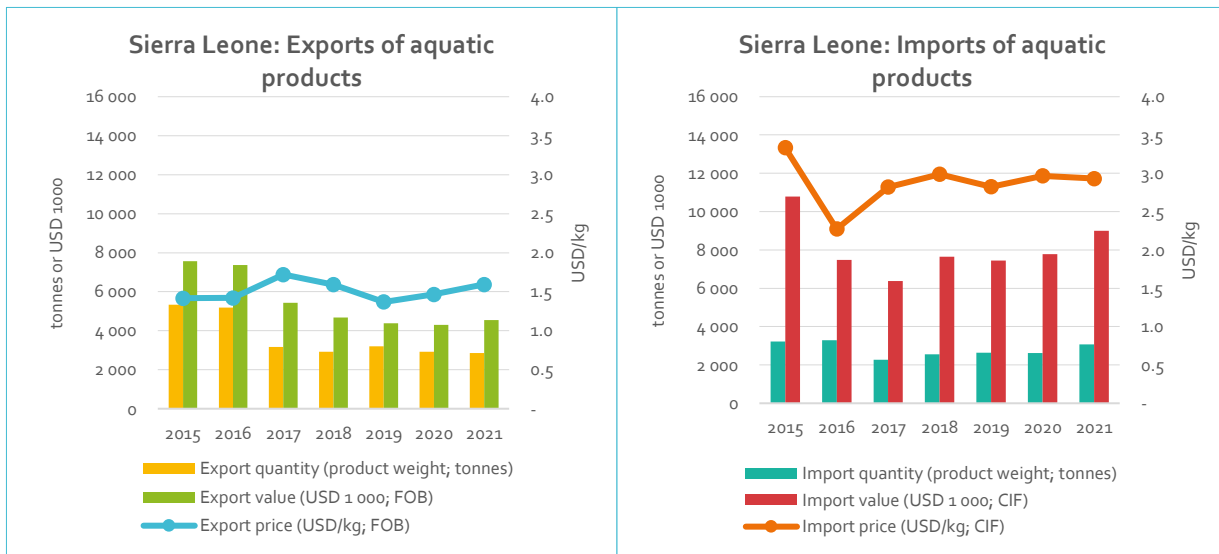 Sierra Leone: Exports of aquatic
products
16 000
14 000
12 000
10 000
8 000
6 000
4 000
2 000
0
tonnes or USD 1000
4.0
3.5
3.0
2.5
2.0
1.5
1.0
0.5
-
USD/kg
2015 2016 2017 2018 2019 2020 2021
Export quantity (product weight; tonnes)
Export value (USD 1 000; FOB)
Export price (USD/kg; FOB)
Sierra Leone: Imports of aquatic
products
16 000
14 000
12 000
10 000
8 000
6 000
4 000
2 000
0
tonnes or USD 1000
4.0
3.5
3.0
2.5
2.0
1.5
1.0
0.5
-
USD/kg
2015 2016 2017 2018 2019 2020 2021
Import quantity (product weight; tonnes)
Import value (USD 1 000; CIF)
Import price (USD/kg; CIF)